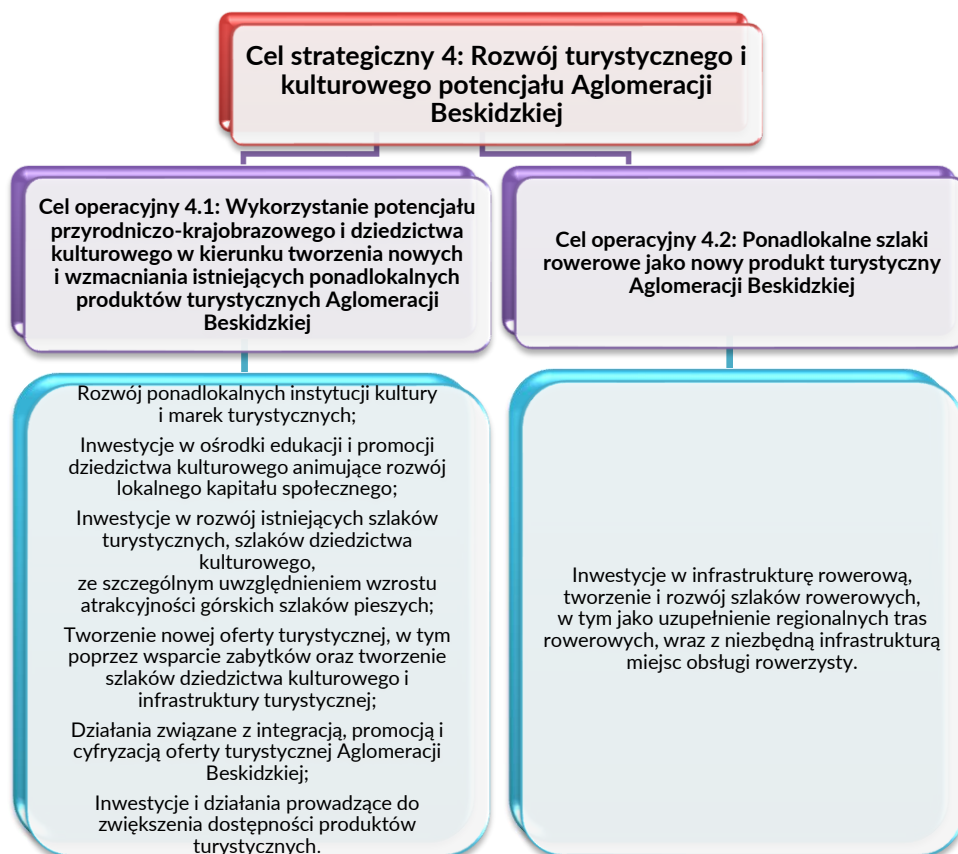 Cel strategiczny 4: Rozwój turystycznego i
kulturowego potencjału Aglomeracji
Beskidzkiej
Cel operacyjny 4.1: Wykorzystanie potencjału
przyrodniczo-krajobrazowego i dziedzictwa
kulturowego w kierunku tworzenia nowych
i wzmacniania istniejących ponadlokalnych
produktów turystycznych Aglomeracji
Beskidzkiej
Rozwój ponadlokalnych instytucji kultury
i marek turystycznych;
Inwestycje w ośrodki edukacji i promocji
dziedzictwa kulturowego animujące rozwój
lokalnego kapitału społecznego;
Inwestycje w rozwój istniejących szlaków
turystycznych, szlaków dziedzictwa
kulturowego,
ze szczególnym uwzględnieniem wzrostu
atrakcyjności górskich szlaków pieszych;
Tworzenie nowej oferty turystycznej, w tym
poprzez wsparcie zabytków oraz tworzenie
szlaków dziedzictwa kulturowego i
infrastruktury turystycznej;
Działania związane z integracją, promocją i
cyfryzacją oferty turystycznej Aglomeracji
Beskidzkiej;
Inwestycje i działania prowadzące do
zwiększenia dostępności produktów
turystycznych.
Cel operacyjny 4.2: Ponadlokalne szlaki
rowerowe jako nowy produkt turystyczny
Aglomeracji Beskidzkiej
Inwestycje w infrastrukturę rowerową,
tworzenie i rozwój szlaków rowerowych,
w tym jako uzupełnienie regionalnych tras
rowerowych, wraz z niezbędną infrastrukturą
miejsc obsługi rowerzysty.